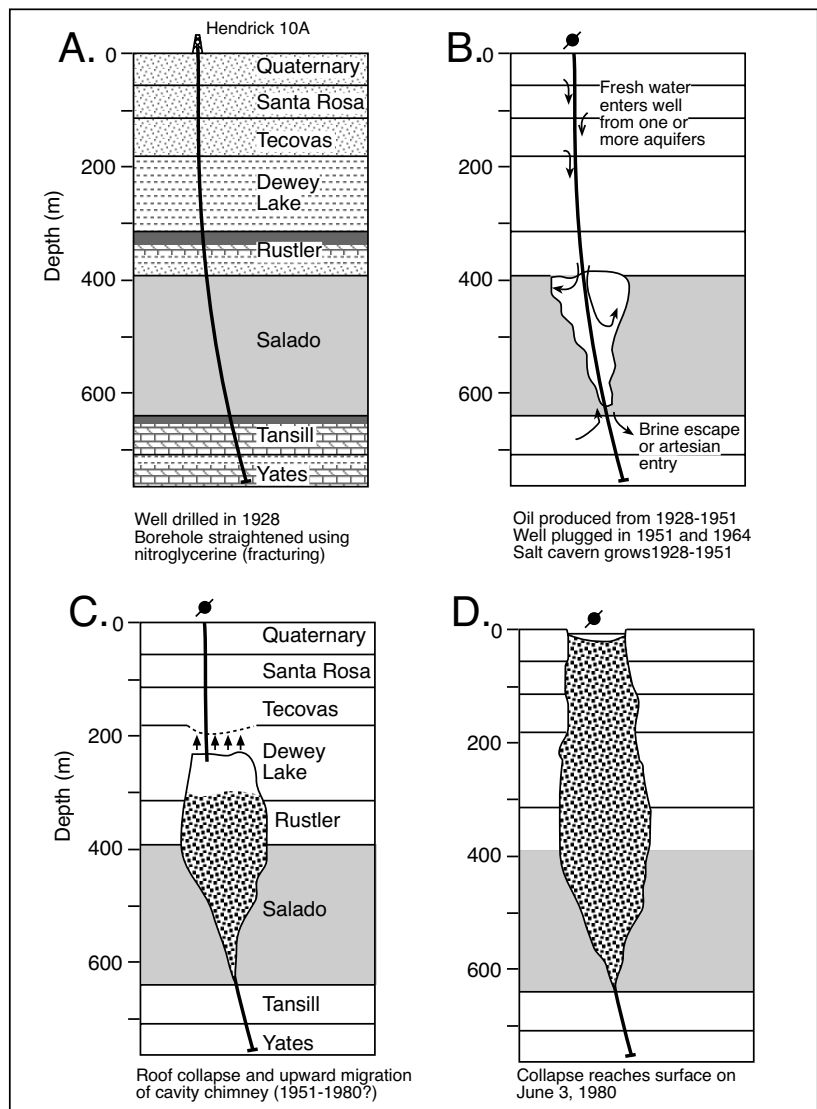 Hendrick 10A
A.
0
200
400
600
Depth (m)
Quaternary
Santa Rosa
Tecovas
Dewey
Lake
Rustler
Salado
Tansill
Yates
Well drilled in 1928
Borehole straightened using
nitroglycerine (fracturing)
B.
0
200
400
600
Fresh water
enters well
from one or
more aquifers
Brine escape
or artesian
entry
Oil produced from 1928-1951
Well plugged in 1951 and 1964
Salt cavern grows1928-1951
C.
0
200
400
600
Depth (m)
Quaternary
Santa Rosa
Tecovas
Dewey
Lake
Rustler
Salado
Tansill
Yates
Roof collapse and upward migration
of cavity chimney (1951-1980?)
D.
0
200
400
600
Collapse reaches surface on
June 3, 1980